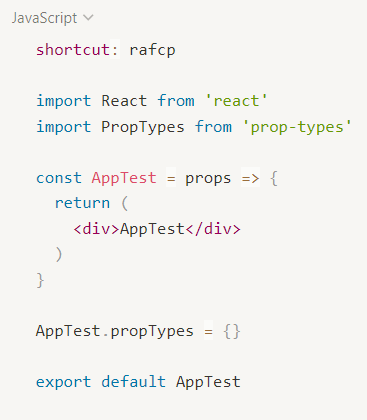 JavaScript
shortcut: rafcp
import React from 'react'
import PropTypes from 'prop-types'
const AppTest = props => {
return (
<div>AppTest</div>
)
}
AppTest.propTypes = {}
export default AppTest